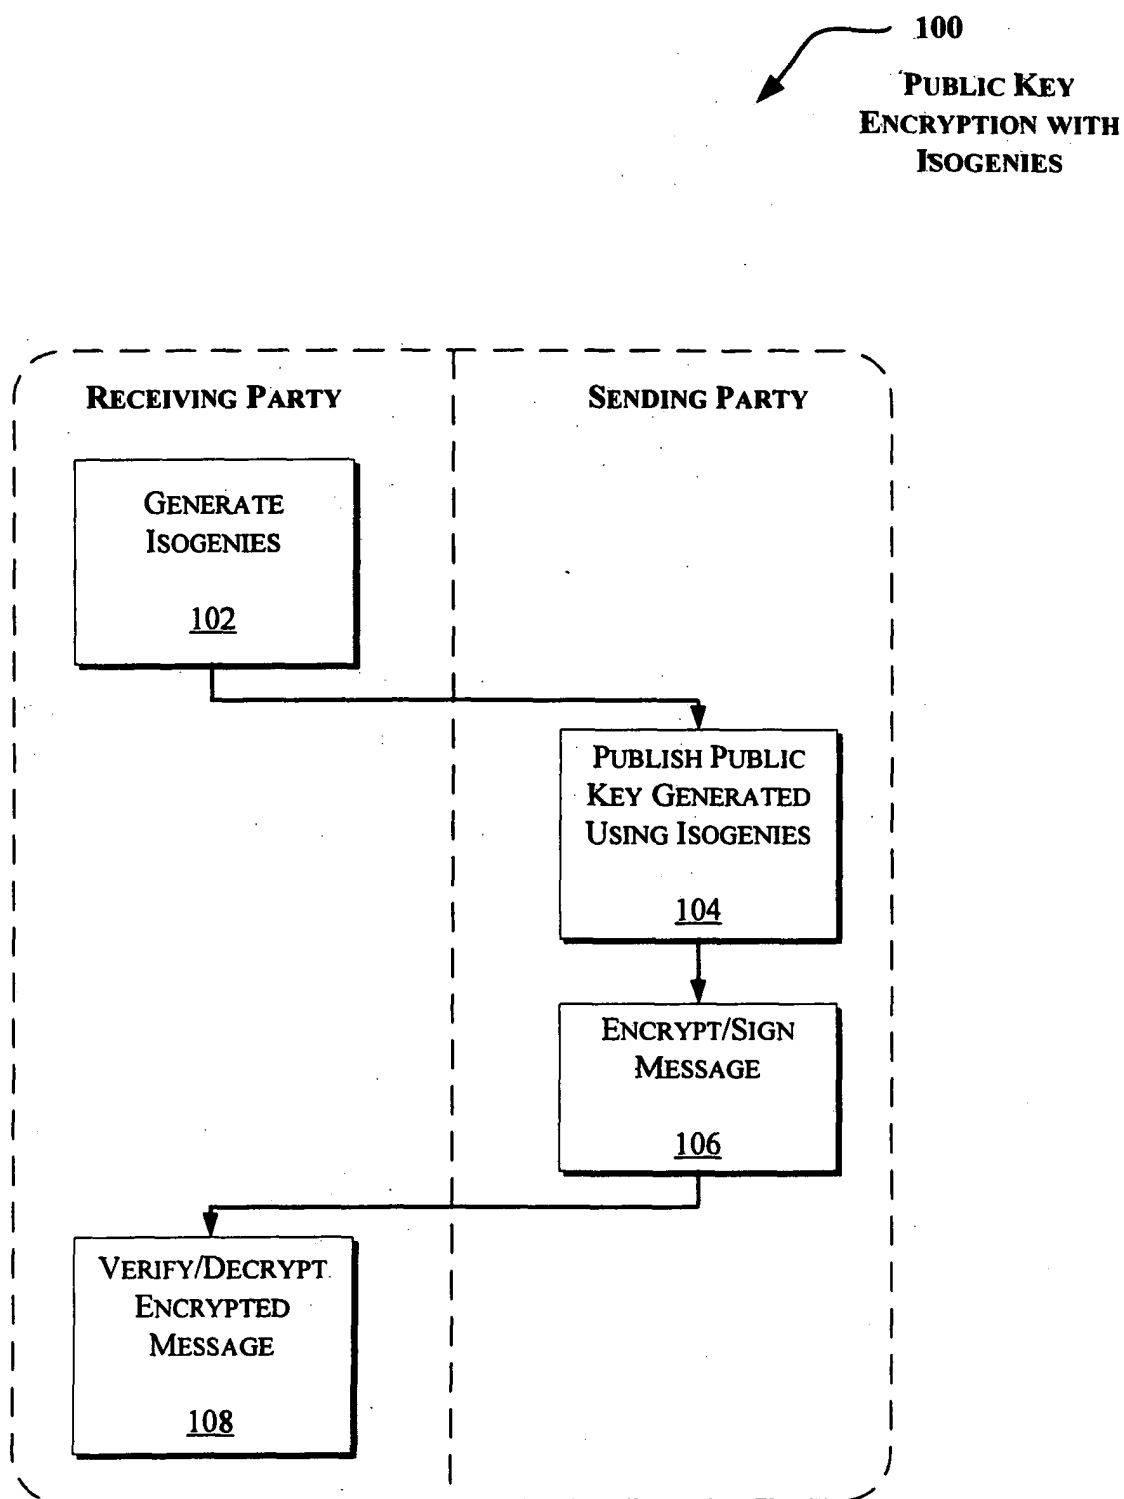 100
PUBLIC KEY
ENCRYPTION WITH
ISOGENIES
RECEIVING PARTY
SENDING PARTY
GENERATE
ISOGENIES
102
PUBLISH PUBLIC
KEY GENERATED
USING ISOGENIES
104
ENCRYPT/SIGN
MESSAGE
106
VERIFY/DECRYPT
ENCRYPTED
MESSAGE
108